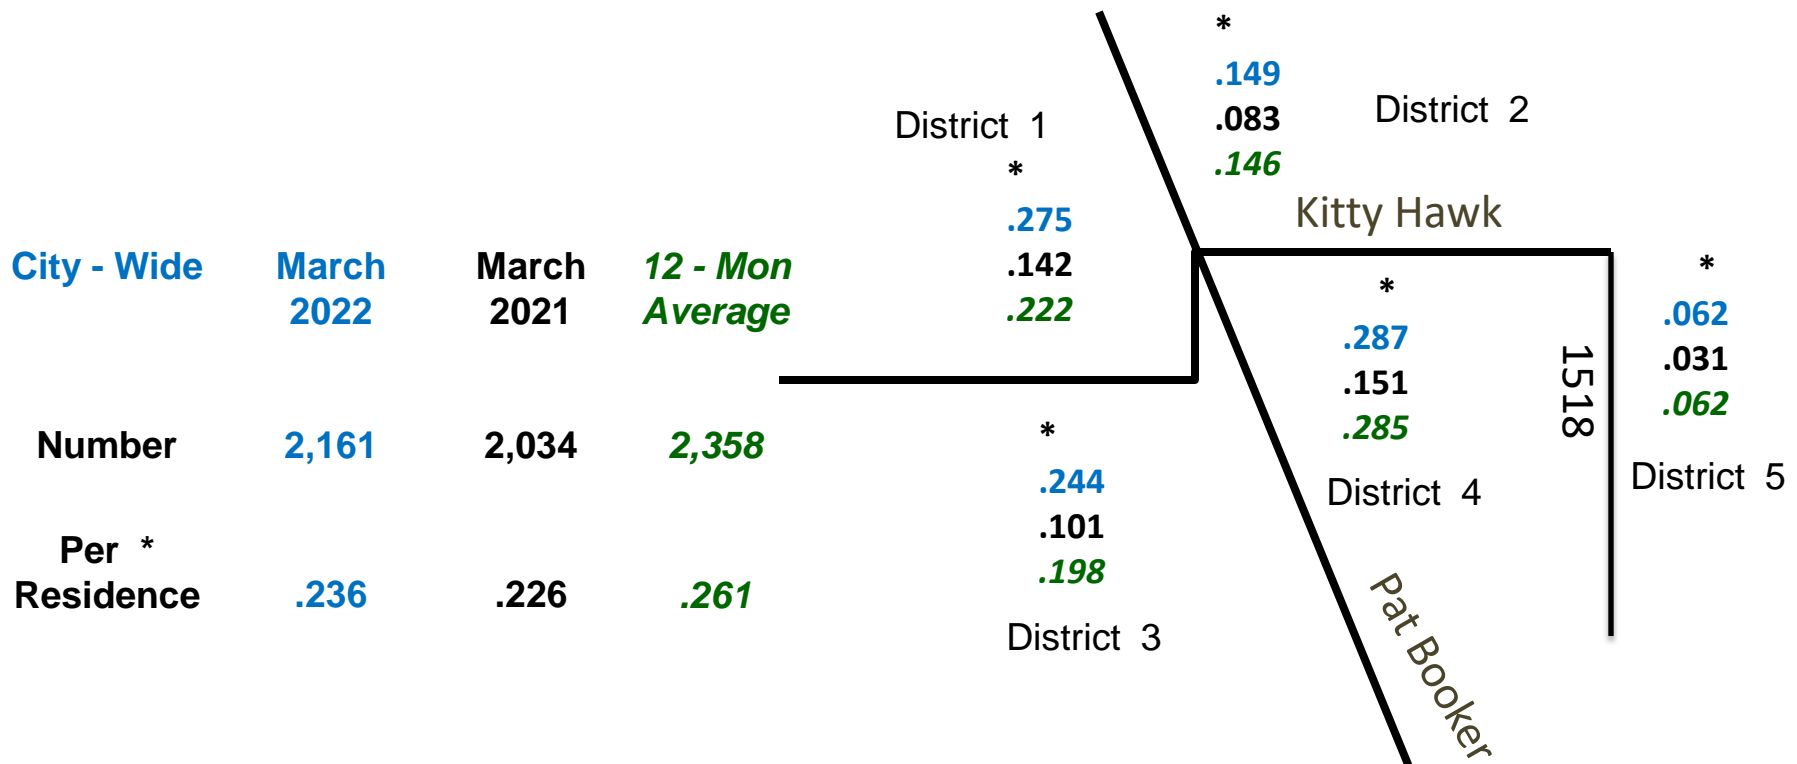 City - Wide
March
2022
March
2021
12 - Mon
Average
Number
2,161
2,034
2,358
Per *
Residence
.236
.226
.261
District 1
*
.275
.142
.222
*
.149
.083
.146
District 2
Kitty Hawk
*
.244
.101
.198
District 3
*
.287
.151
.285
District 4
1518
*
.062
.031
.062
District 5
Pat Booker